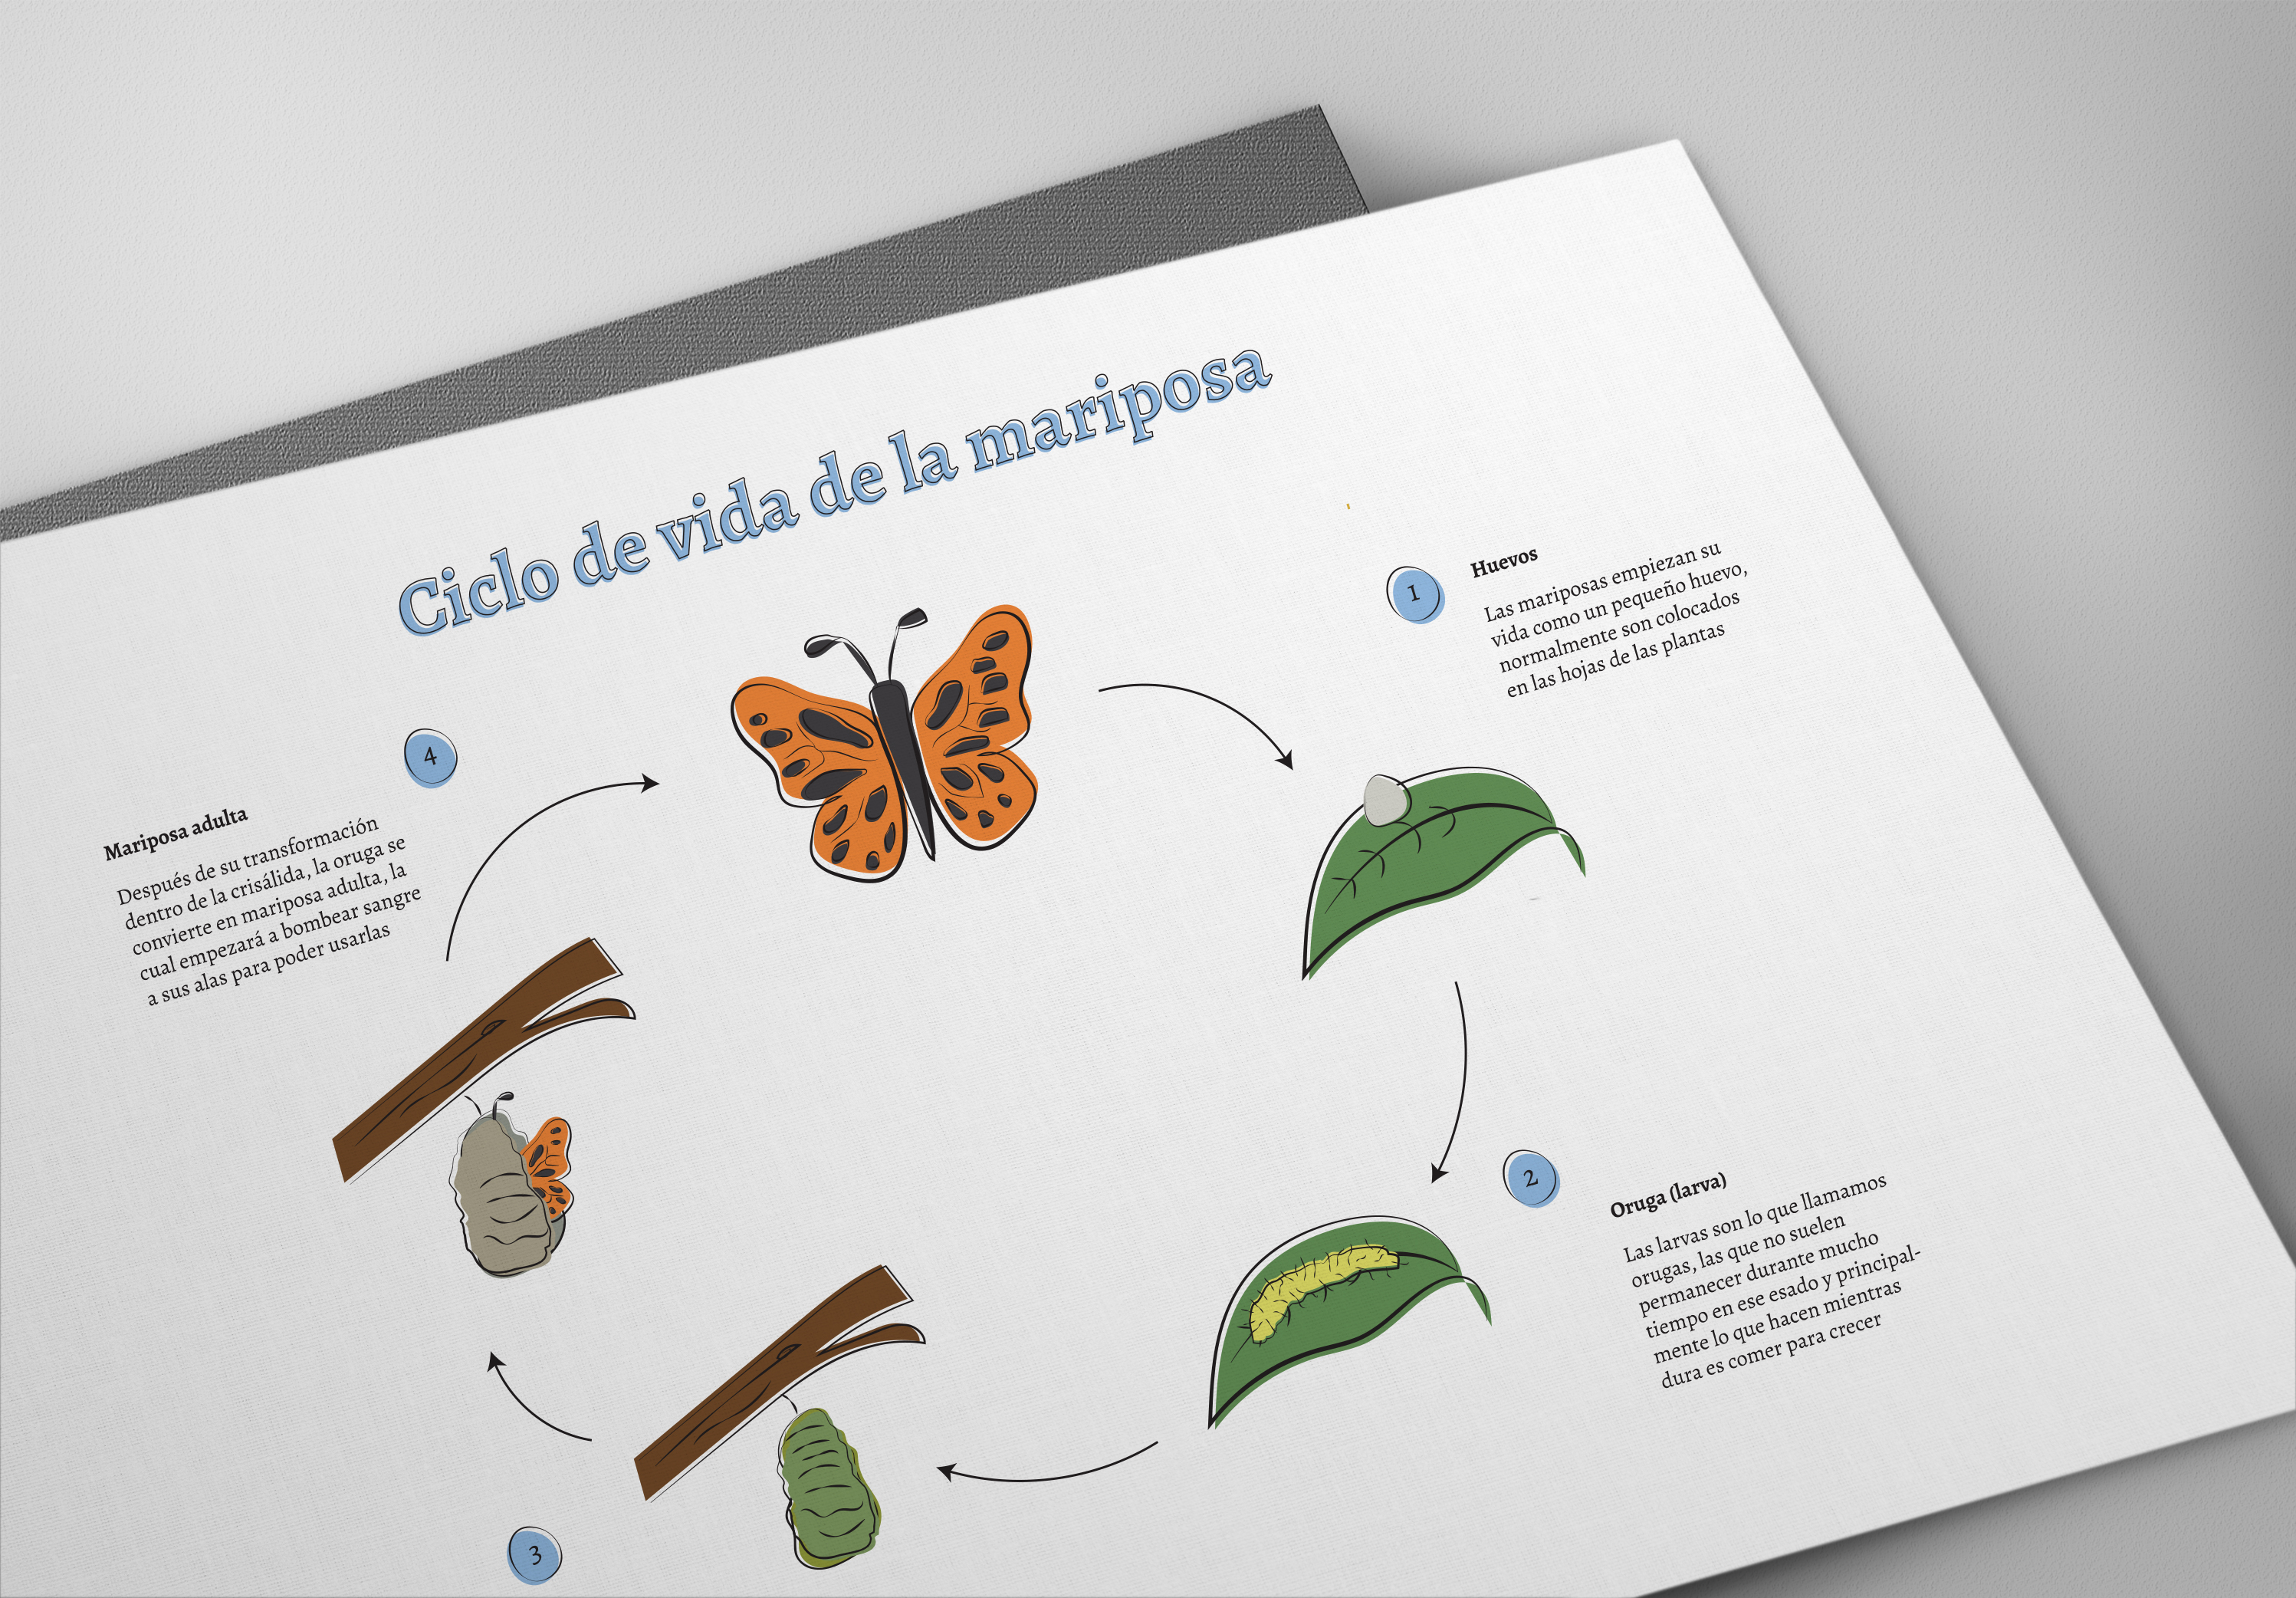 Ciclo de vida de la mariposa
1
Huevos
Las mariposas empiezan su
vida como un pequeño huevo,
normalmente son colocados
en las hojas de las plantas
2
Oruga (larva)
Las larvas son lo que llamamos
orugas, las que no suelen
permanecer durante mucho
tiempo en ese esado y principal-
mente lo que hacen mientras
dura es comer para crecer
3
4
Mariposa adulta
Después de su transformación
dentro de la crisálida, la oruga se
convierte en mariposa adulta, la
cual empezará a bombear sangre
a sus alas para poder usarlas